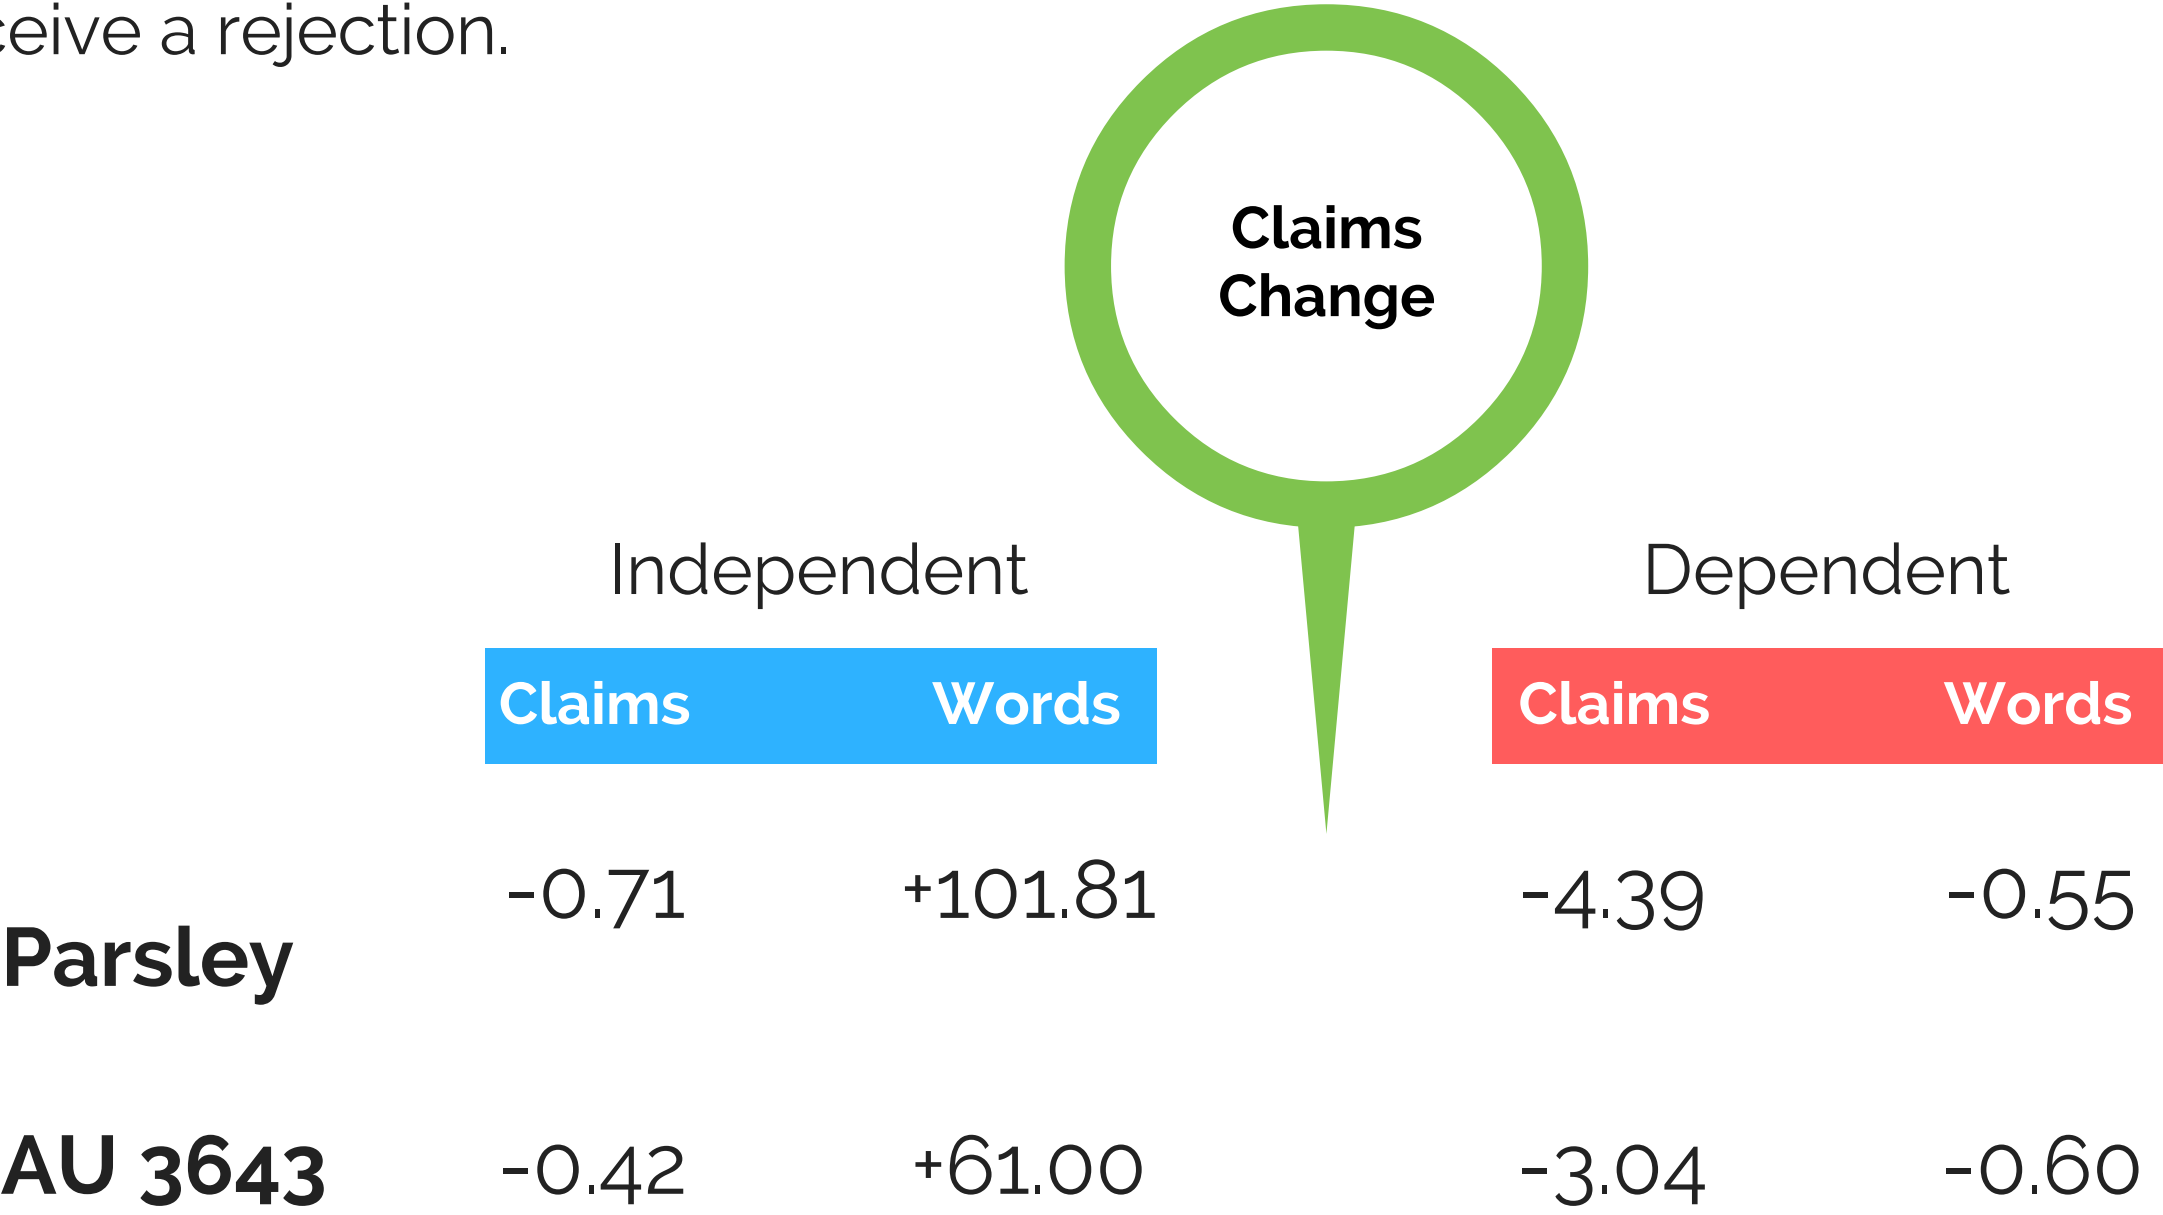 ceive a rejection.
Claims
Change
Independent Dependent
Claims Words Claims Words
-0.71 +101.81 -4.39 -0.55
Parsley
AU 3643 -0.42 +61.00 -3.04 -0.60